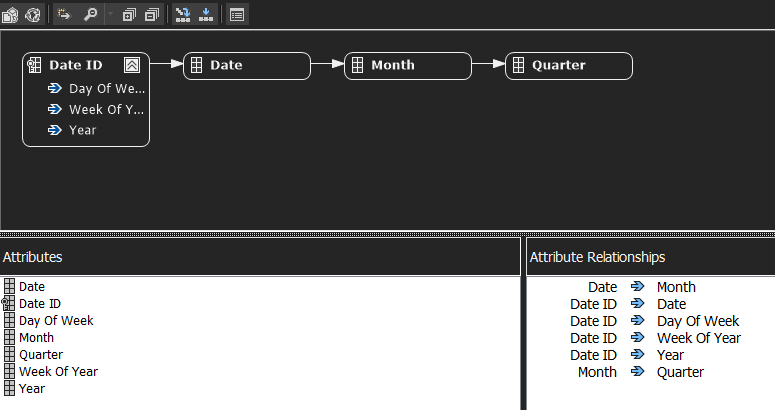 Date ID
Date
Month
Quarter
Day Of We...
Week Of Y...
Year
Attributes
Date
Date ID
Day Of Week
Month
Quarter
Week Of Year
Year
Attribute Relationships
Date Month
Date ID Date
Date ID Day Of Week
Date ID Week Of Year
Date ID Year
Month Quarter